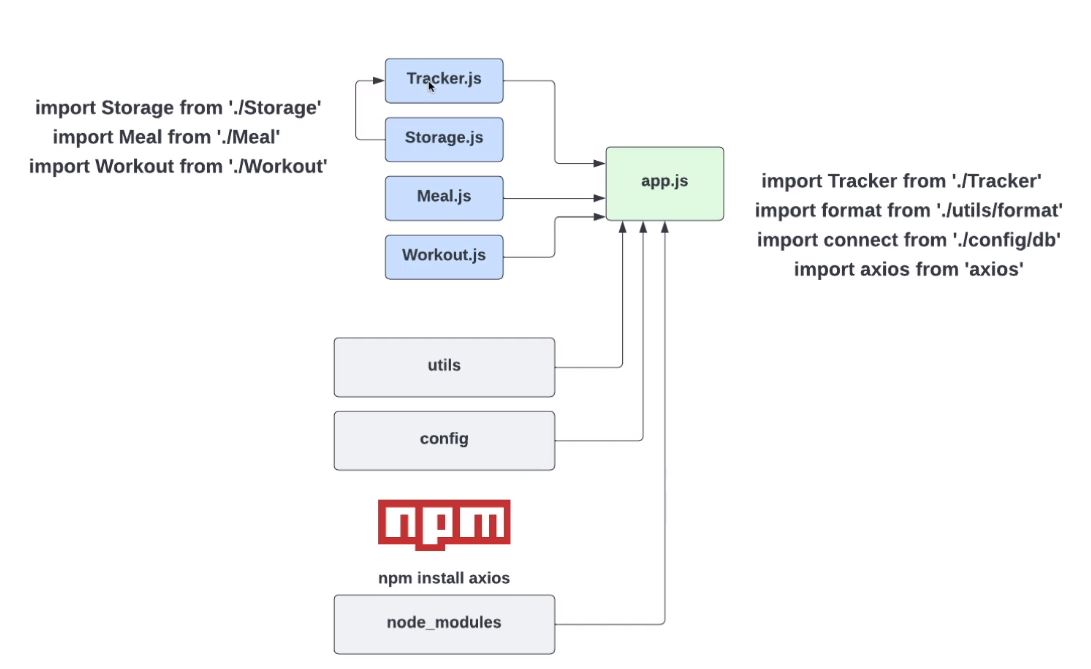 import Storage from './Storage'
import Meal from './Meal'
import Workout from './Workout'
Tracker.js
Storage.js
Meal.js
Workout.js
app.js
import Tracker from './Tracker'
import format from './utils/format'
import connect from './config/db'
import axios from 'axios'
utils
config
npm
npm install axios
node_modules